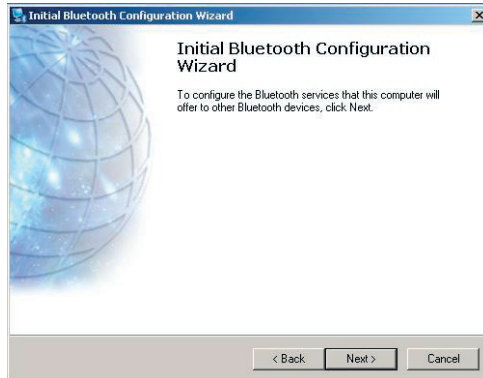 Initial Bluetooth Configuration Wizard
Initial Bluetooth Configuration
Wizard
To configure the Bluetooth services that this computer will
offer to other Bluetooth devices, click Next.
< Back Next > Cancel